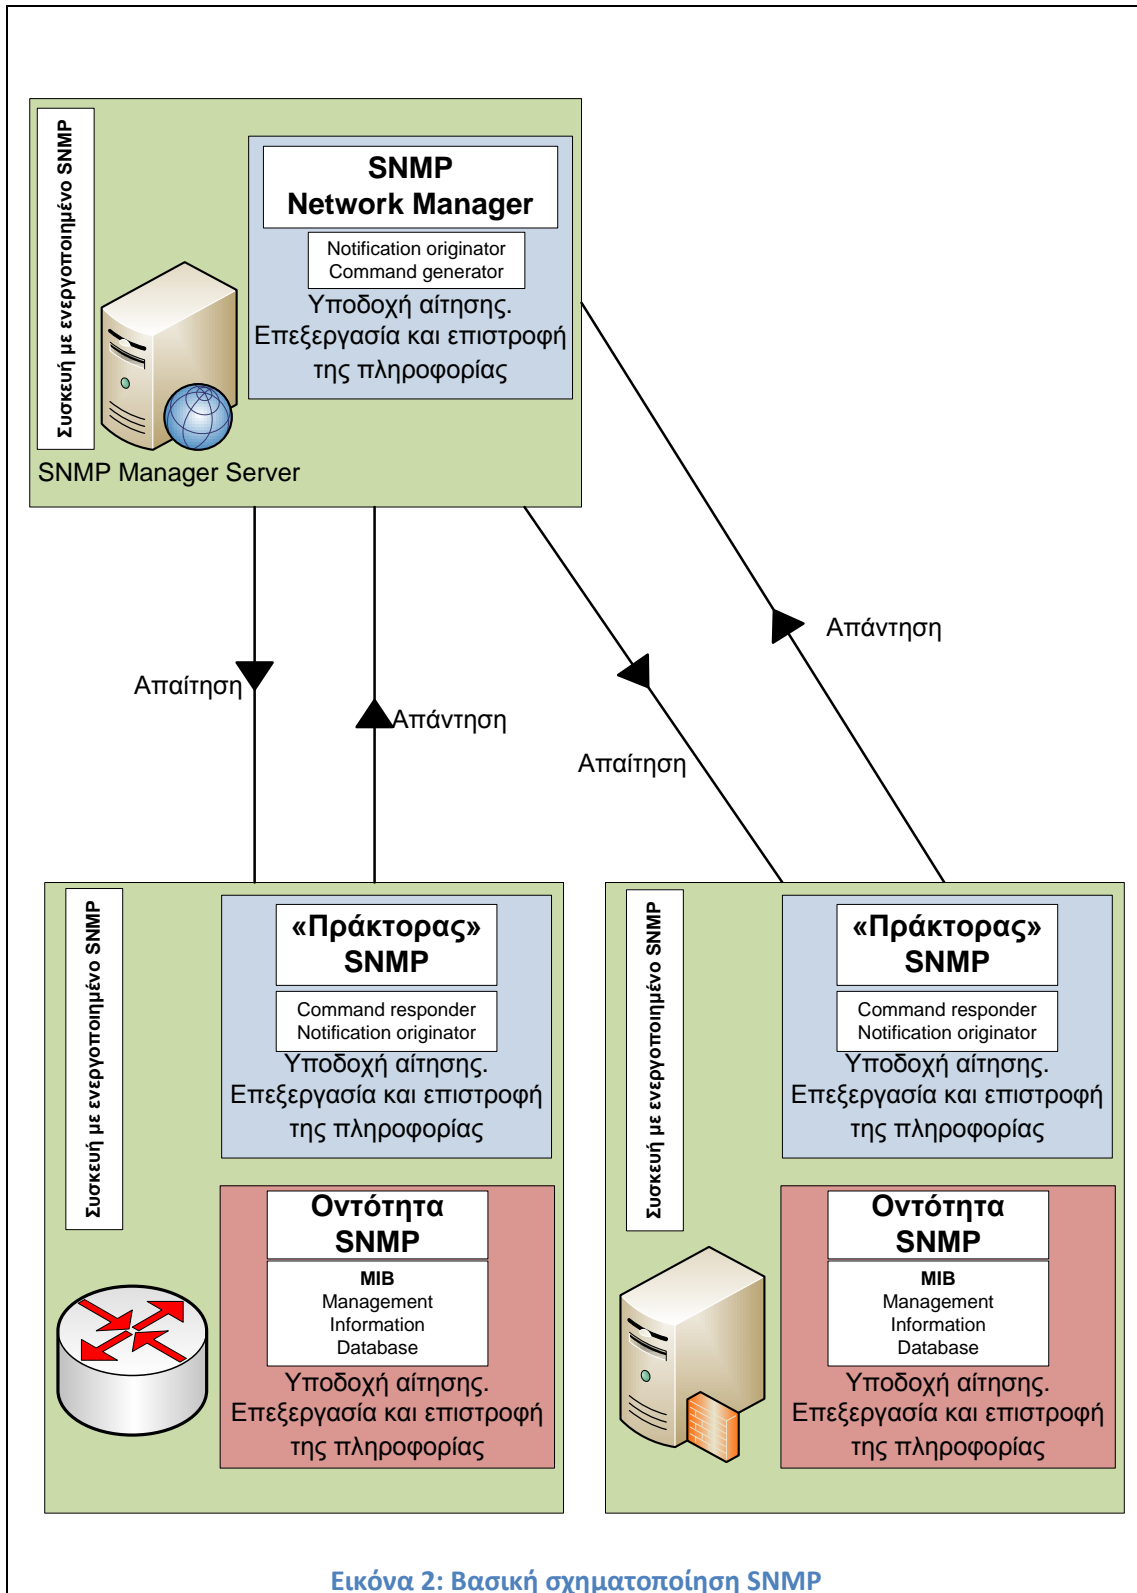 Συσκευή με ενεργοποιημένο SNMP
SNMP
Network Manager
Notification originator
Command generator
Υποδοχή αίτησης.
Επεξεργασία και επιστροφή
της πληροφορίας
SNMP Manager Server
Απαίτηση
Απάντηση
Απαίτηση
Απάντηση
Συσκευή με ενεργοποιημένο SNMP
«Πράκτορας»
SNMP
Command responder
Notification originator
Υποδοχή αίτησης.
Επεξεργασία και επιστροφή
της πληροφορίας
Οντότητα
SNMP
MIB
Management
Information
Database
Υποδοχή αίτησης.
Επεξεργασία και επιστροφή
της πληροφορίας
Συσκευή με ενεργοποιημένο SNMP
«Πράκτορας»
SNMP
Command responder
Notification originator
Υποδοχή αίτησης.
Επεξεργασία και επιστροφή
της πληροφορίας
Οντότητα
SNMP
MIB
Management
Information
Database
Υποδοχή αίτησης.
Επεξεργασία και επιστροφή
της πληροφορίας
Εικόνα 2: Βασική σχηματοποίηση SNMP